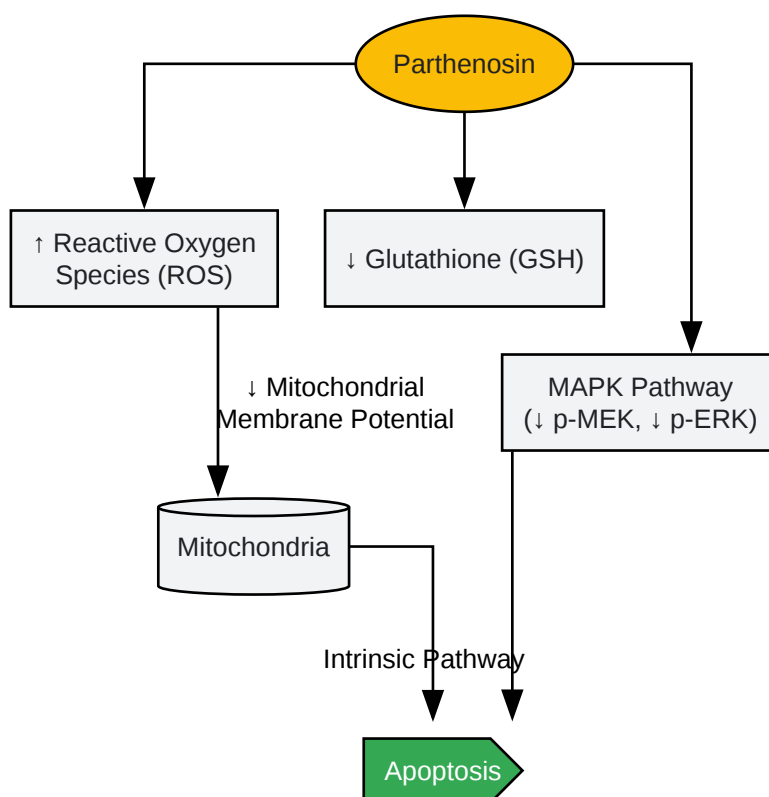 Parthenosin
↑ Reactive Oxygen
Species (ROS)
↓ Glutathione (GSH)
↓ Mitochondrial
Membrane Potential
MAPK Pathway
(↓ p-MEK, ↓ p-ERK)
Mitochondria
Intrinsic Pathway
Apoptosis